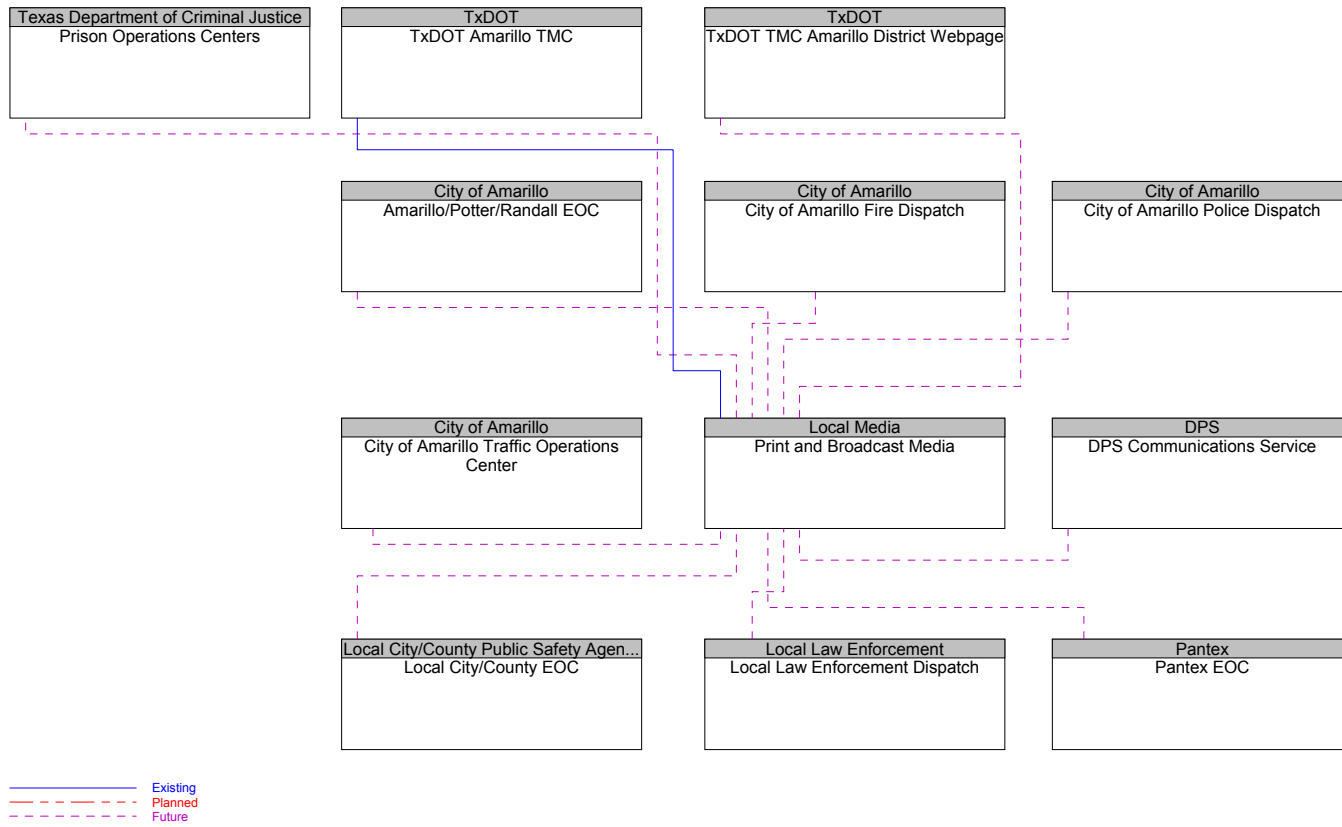 Texas Department of Criminal Justice
Prison Operations Centers
TxDOT
TxDOT Amarillo TMC
TxDOT
TxDOT TMC Amarillo District Webpage
City of Amarillo
Amarillo/Potter/Randall EOC
City of Amarillo
City of Amarillo Fire Dispatch
City of Amarillo
City of Amarillo Police Dispatch
City of Amarillo
City of Amarillo Traffic Operations
Center
Local Media
Print and Broadcast Media
DPS
DPS Communications Service
Local City/County Public Safety Agen...
Local City/County EOC
Local Law Enforcement
Local Law Enforcement Dispatch
Pantex
Pantex EOC
Existing
Planned
Future